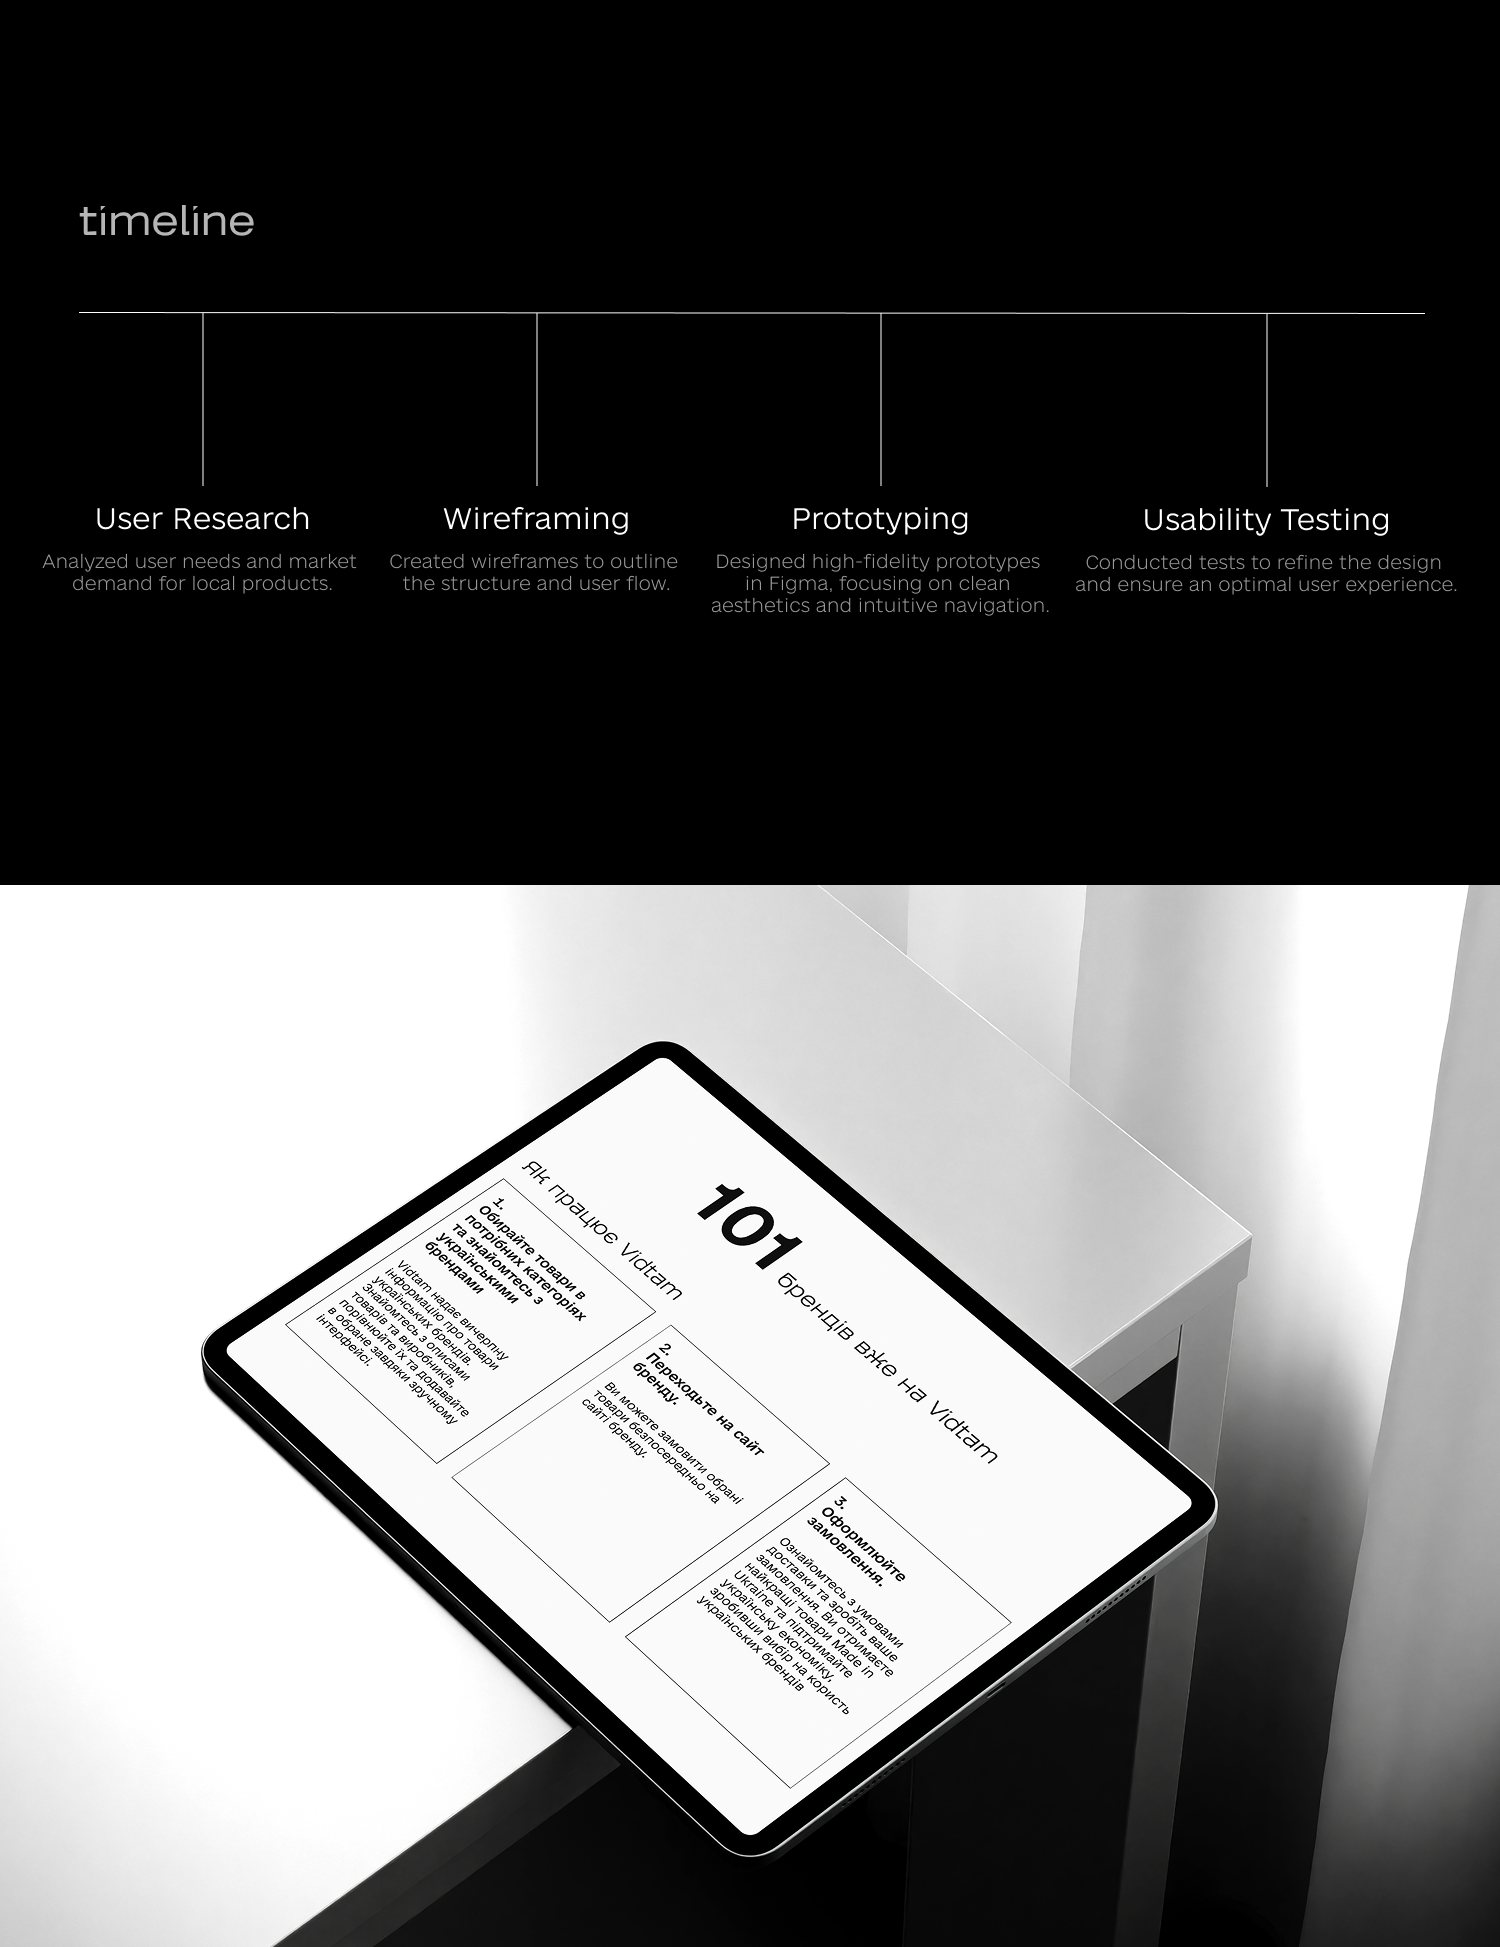 timeline
User Research
Analyzed user needs and market
demand for local products.
Wireframing
Created wireframes to outline
the structure and user flow.
Prototyping
Designed high-fidelity prototypes
in Figma, focusing on clean
aesthetics and intuitive navigation.
Usability Testing
Conducted tests to refine the design
and ensure an optimal user experience.
101 брендів вже на Vidtam
Як працює Vidtam
1.
Обирайте товари в
потрібних категоріях
та знайомтесь з
українськими
брендами
Vidtam надає вичерпну
інформацію про товари
українських брендів.
Знайомтесь з описами
товарів та виробників,
порівнюйте їх та додавайте
в обране завдяки зручному
інтерфейсі.
2.
Переходьте на сайт
бренду.
Ви можете замовити обрані
товари безпосередньо на
сайті бренду.
3.
Оформлюйте
замовлення.
Ознайомтесь з умовами
доставки та зробіть ваше
замовлення. Ви отримаєте
найкращі товари Made in
Ukraine та підтримайте
українську економіку,
зробивши вибір на користь
українських брендів